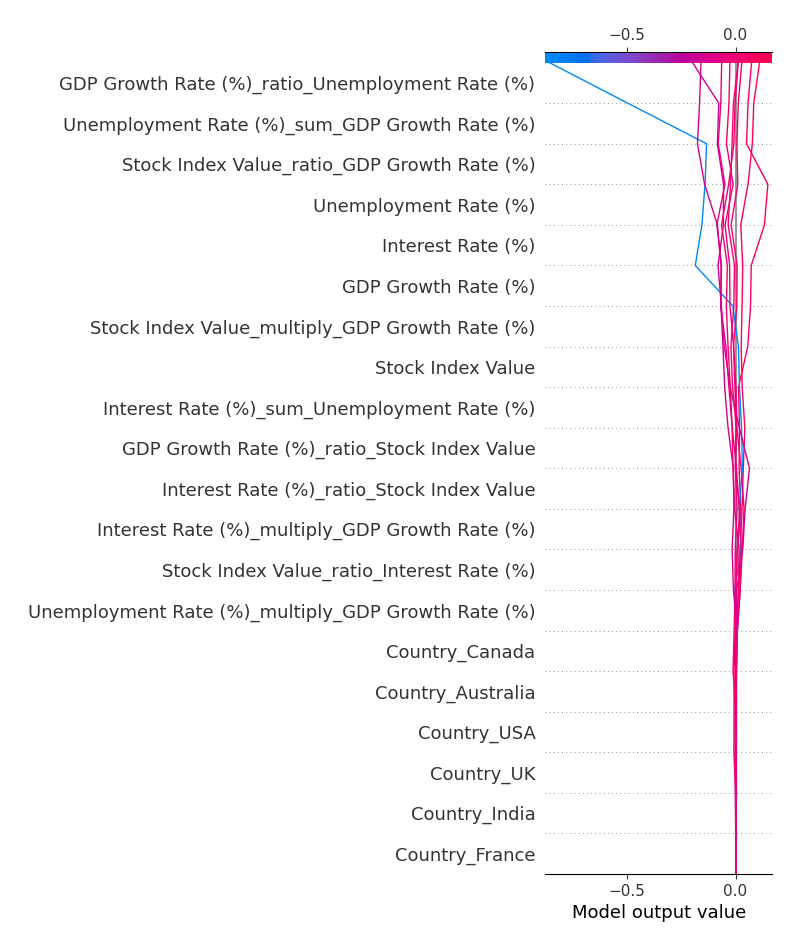 −0.5 0.0
GDP Growth Rate (%)_ratio_Unemployment Rate (%)
Unemployment Rate (%)_sum_GDP Growth Rate (%)
Stock Index Value_ratio_GDP Growth Rate (%)
Unemployment Rate (%)
Interest Rate (%)
GDP Growth Rate (%)
Stock Index Value_multiply_GDP Growth Rate (%)
Stock Index Value
Interest Rate (%)_sum_Unemployment Rate (%)
GDP Growth Rate (%)_ratio_Stock Index Value
Interest Rate (%)_ratio_Stock Index Value
Interest Rate (%)_multiply_GDP Growth Rate (%)
Stock Index Value_ratio_Interest Rate (%)
Unemployment Rate (%)_multiply_GDP Growth Rate (%)
Country_Canada
Country_Australia
Country_USA
Country_UK
Country_India
Country_France
−0.5 0.0
Model output value